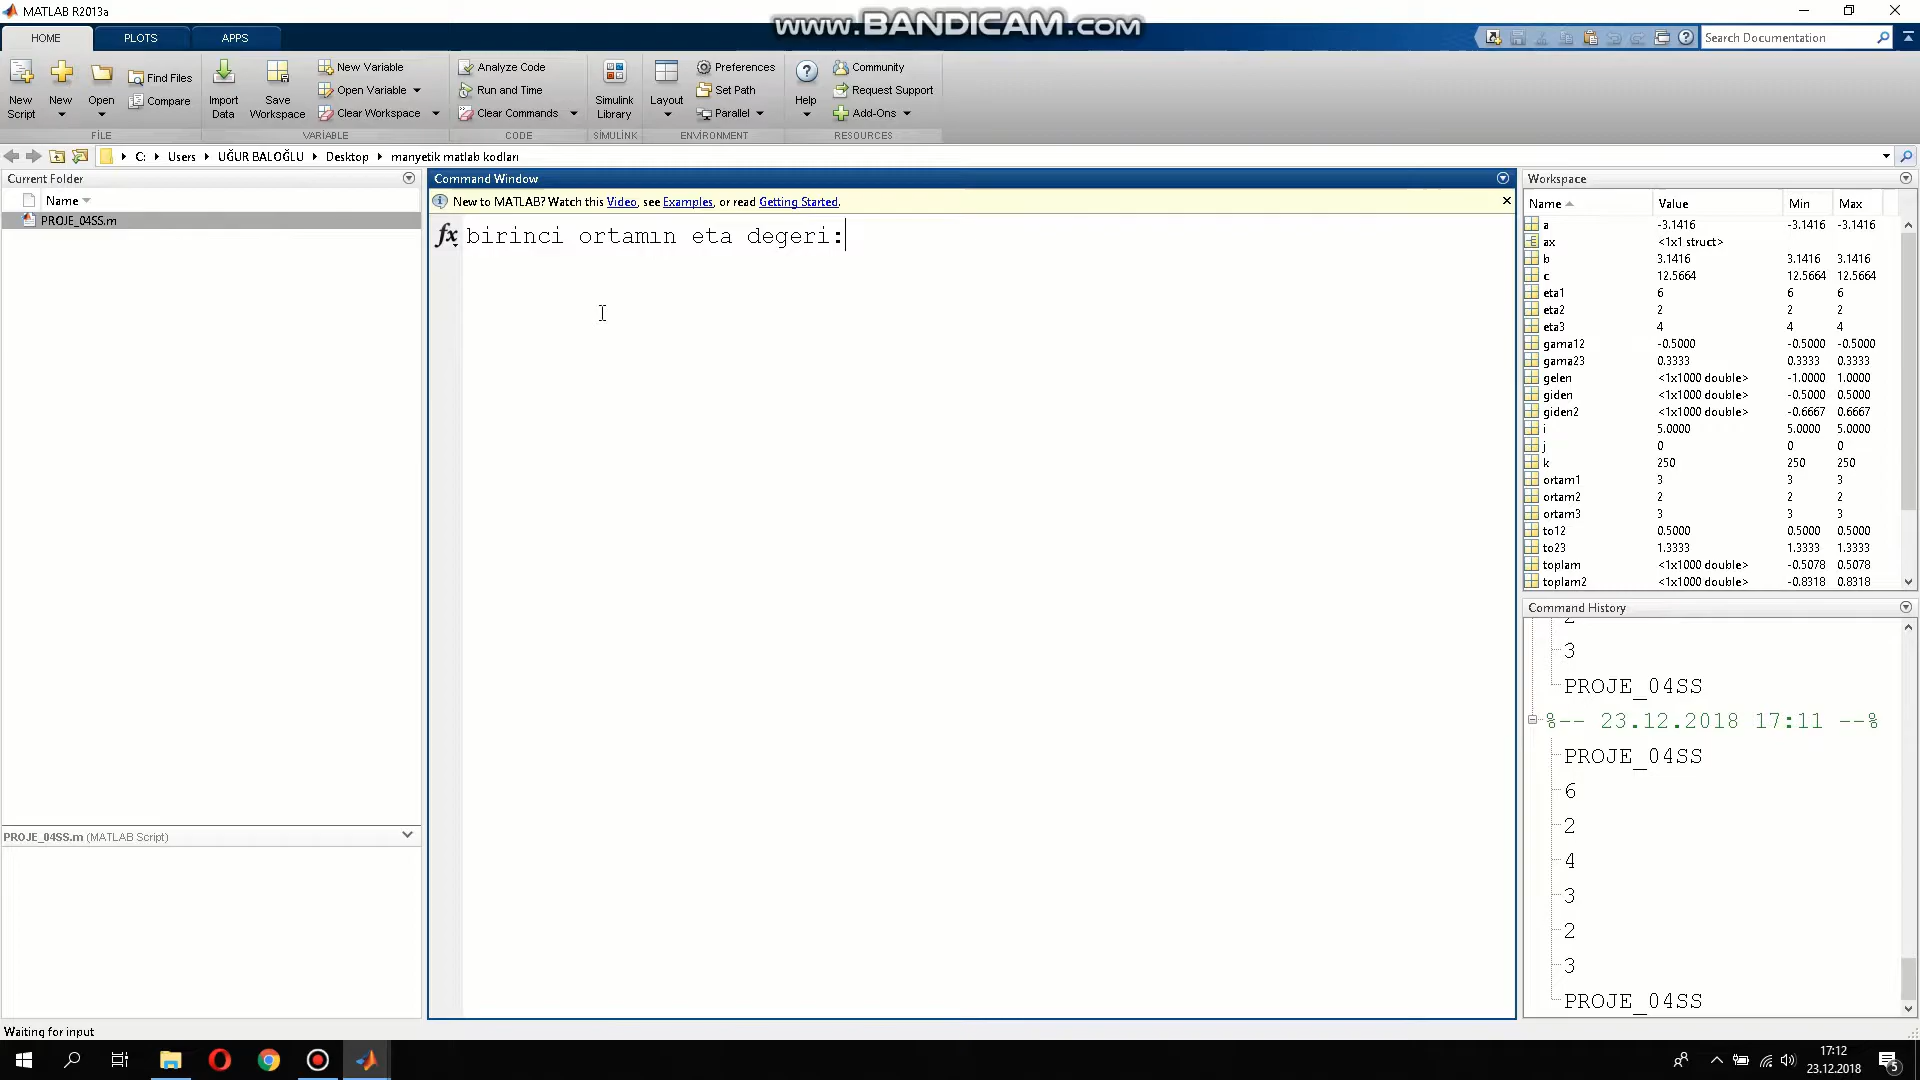 MATLAB R2013a
www.BANDICAM.com
HOME PLOTS APPS
Search Documentation
New Script
New
Open
Find Files
Compare
Import Data
Save Workspace
New Variable
Open Variable
Clear Workspace
Analyze Code
Run and Time
Clear Commands
Simulink Library
Layout
Preferences
Set Path
Parallel
Help
Community
Request Support
Add-Ons
FİLE VARIABLE CODE SİMULİNK ENVİRONMENT RESOURCES
C: Users UĞUR BALOĞLU Desktop manyetik matlab kodları
Current Folder
Name
PROJE_04SS.m
PROJE_04SS.m (MATLAB Script)
Command Window
New to MATLAB? Watch this Video, see Examples, or read Getting Started.
fx birinci ortamın eta degeri:
Workspace
Name Value Min Max
a -3.1416 -3.1416 -3.1416
ax <1x1 struct>
b 3.1416 3.1416 3.1416
c 12.5664 12.5664 12.5664
eta1 6 6 6
eta2 2 2 2
eta3 4 4 4
gama12 -0.5000 -0.5000 -0.5000
gama23 0.3333 0.3333 0.3333
gelen <1x1000 double> -1.0000 1.0000
giden <1x1000 double> -0.5000 0.5000
giden2 <1x1000 double> -0.6667 0.6667
i 5.0000 5.0000 5.0000
j 0 0 0
k 250 250 250
ortam1 3 3 3
ortam2 2 2 2
ortam3 3 3 3
to12 0.5000 0.5000 0.5000
to23 1.3333 1.3333 1.3333
toplam <1x1000 double> -0.5078 0.5078
toplam2 <1x1000 double> -0.8318 0.8318
Command History
3
PROJE_04SS
%-- 23.12.2018 17:11 --%
PROJE_04SS
6
2
4
3
2
3
PROJE_04SS
Waiting for input
17:12
23.12.2018
5